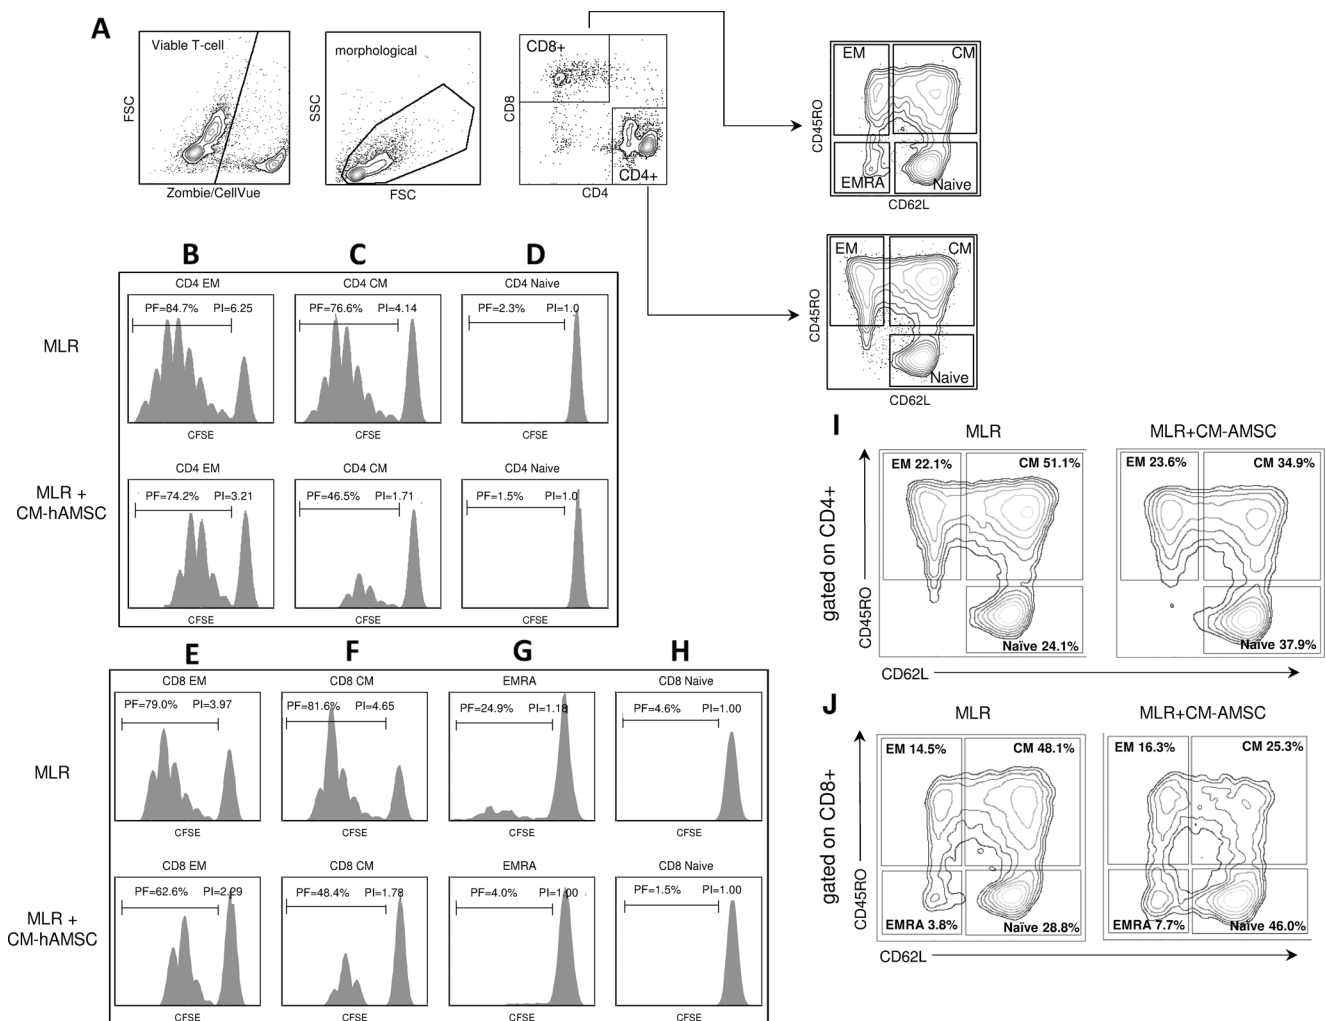 A
Viable T-cell
FSC
Zombie/CellVue
morphological
SSC
FSC
CD8+
CD8
CD4+
CD4
EM
CM
CD45RO
EMRA
Naive
CD62L
EM
CM
CD45RO
Naive
CD62L
B
C
D
CD4 EM
CD4 CM
CD4 Naive
MLR
PF=84.7% PI=6.25
PF=76.6% PI=4.14
PF=2.3% PI=1.0
CFSE
CFSE
CFSE
CD4 EM
CD4 CM
CD4 Naive
MLR +
CM-hAMSC
PF=74.2% PI=3.21
PF=46.5% PI=1.71
PF=1.5% PI=1.0
CFSE
CFSE
CFSE
E
F
G
H
CD8 EM
CD8 CM
EMRA
CD8 Naive
MLR
PF=79.0% PI=3.97
PF=81.6% PI=4.65
PF=24.9% PI=1.18
PF=4.6% PI=1.00
CFSE
CFSE
CFSE
CFSE
CD8 EM
CD8 CM
EMRA
CD8 Naive
MLR +
CM-hAMSC
PF=62.6% PI=2.29
PF=48.4% PI=1.78
PF=4.0% PI=1.00
PF=1.5% PI=1.00
CFSE
CFSE
CFSE
CFSE
I
MLR
MLR+CM-AMSC
gated on CD4+
CD45RO
EM 22.1%
CM 51.1%
Naïve 24.1%
EM 23.6%
CM 34.9%
Naïve 37.9%
CD62L
J
MLR
MLR+CM-AMSC
gated on CD8+
CD45RO
EM 14.5%
CM 48.1%
EMRA 3.8%
Naïve 28.8%
EM 16.3%
CM 25.3%
EMRA 7.7%
Naïve 46.0%
CD62L